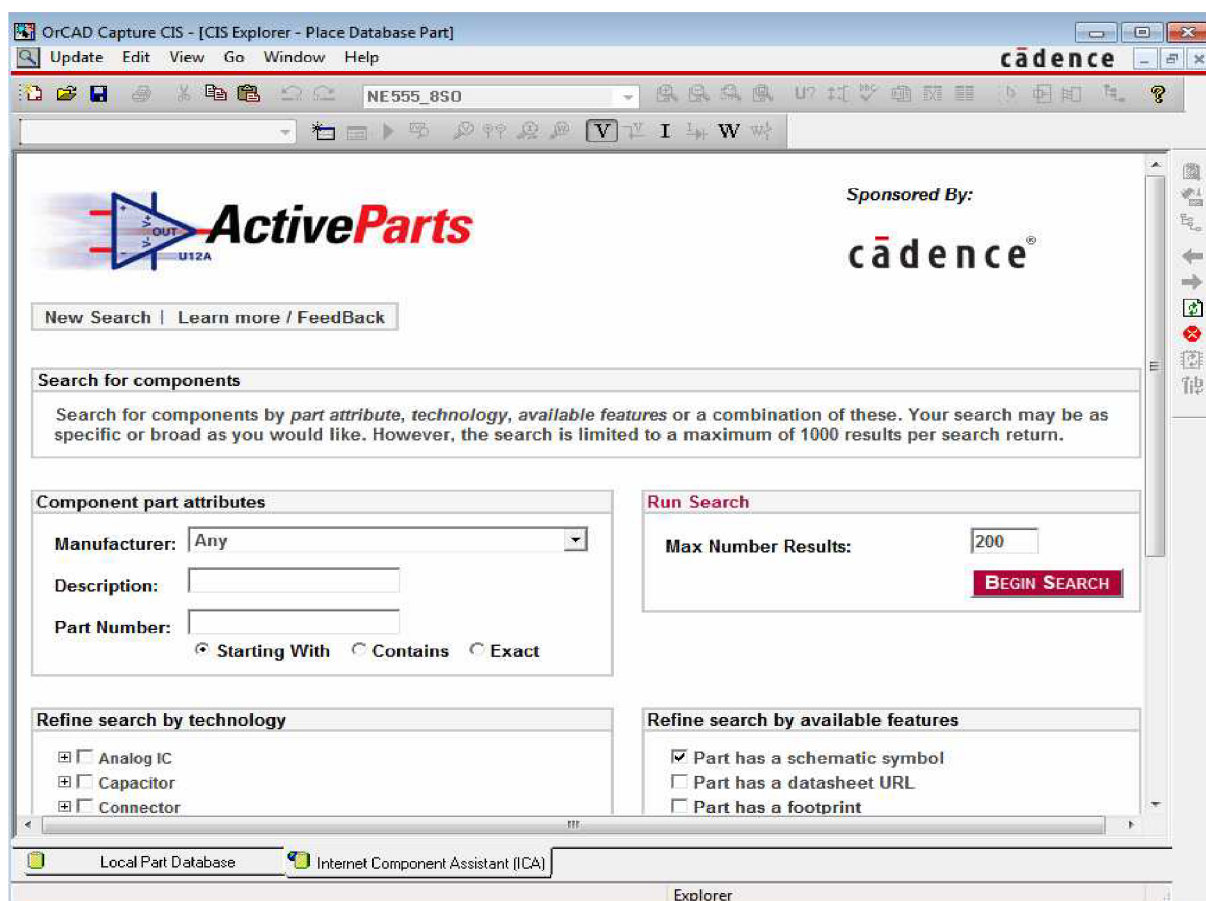 OrCAD Capture CIS - [CIS Explorer - Place Database Part]
Update Edit View Go Window Help
cādence
NE555_8SO
U?
V I W
Sponsored By:
ActiveParts
OUT
U12A
cādence®
New Search | Learn more / FeedBack
Search for components
Search for components by part attribute, technology, available features or a combination of these. Your search may be as
specific or broad as you would like. However, the search is limited to a maximum of 1000 results per search return.
Component part attributes
Manufacturer: Any
Description:
Part Number:
Starting With Contains Exact
Run Search
Max Number Results: 200
BEGIN SEARCH
Refine search by technology
Analog IC
Capacitor
Connector
Refine search by available features
Part has a schematic symbol
Part has a datasheet URL
Part has a footprint
Local Part Database
Internet Component Assistant (ICA)
Explorer